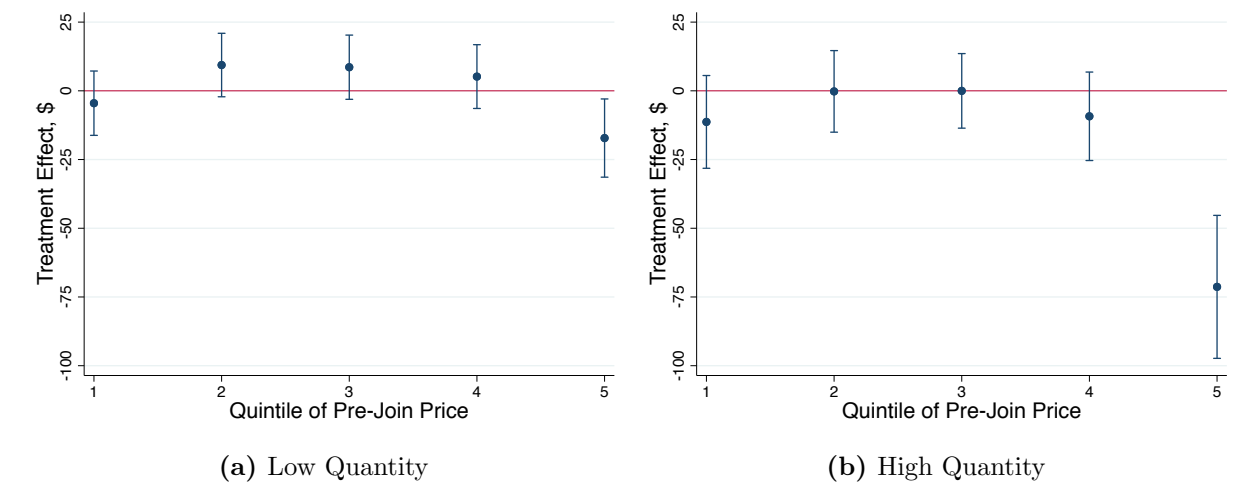 25
0
-25
-50
-75
-100
Treatment Effect, $
1 2 3 4 5
Quintile of Pre-Join Price
(a) Low Quantity
25
0
-25
-50
-75
-100
Treatment Effect, $
1 2 3 4 5
Quintile of Pre-Join Price
(b) High Quantity